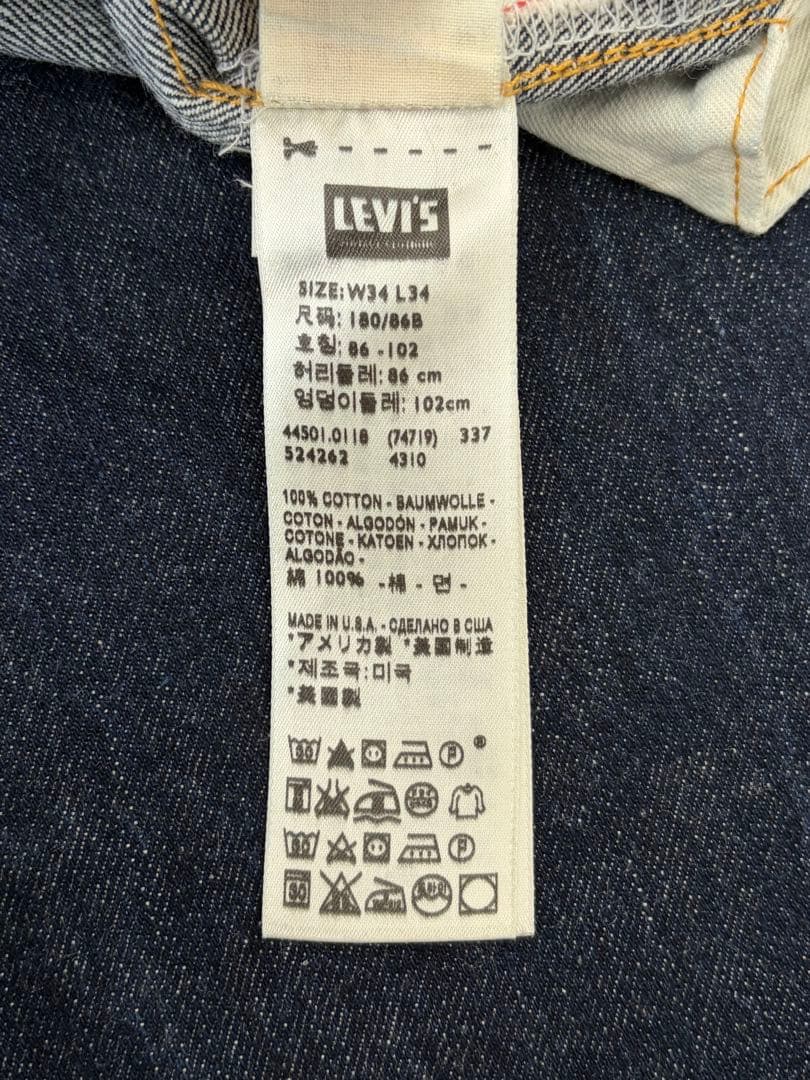 LEVI'S
SIZE: W34 L34
尺码: 180/86B
호칭: 86 -102
허리둘레: 86 cm
엉덩이둘레: 102cm
44501.0118 (74719) 337
524262 4310
100% COTTON - BAUMWOLLE -
COTON - ALGODÓN - PAMUK -
COTONE - KATOEN - ХЛОПОК -
ALGODÃO -
綿 100% - 棉 - 면 -
MADE IN U.S.A. - СДЕЛАНО В США
*アメリカ製 *美國制造
*제조국:미국
*美國製